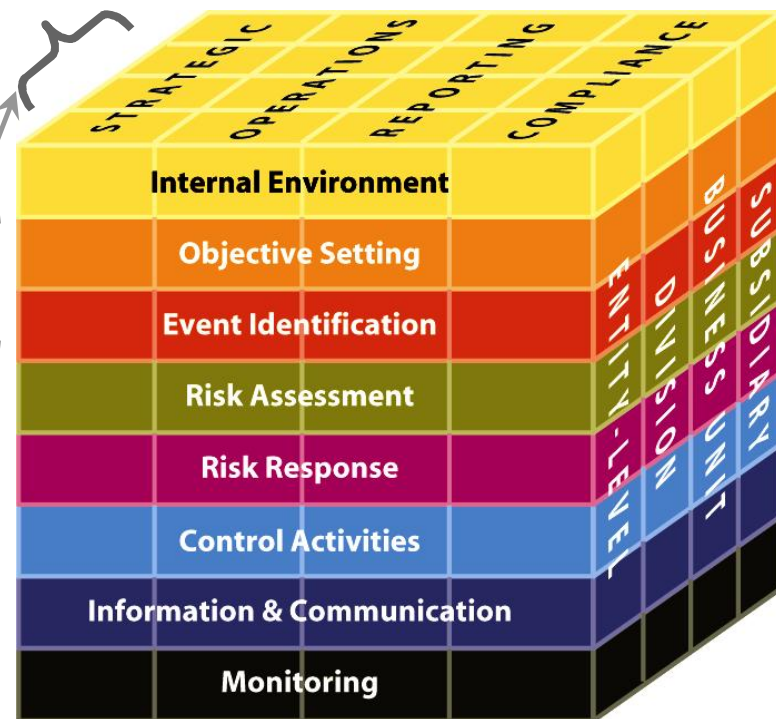 STRATEGIC
OPERATIONS
REPORTING
COMPLIANCE
Internal Environment
Objective Setting
Event Identification
Risk Assessment
Risk Response
Control Activities
Information & Communication
Monitoring
ENTITY-LEVEL
DIVISION
BUSINESS UNIT
SUBSIDIARY